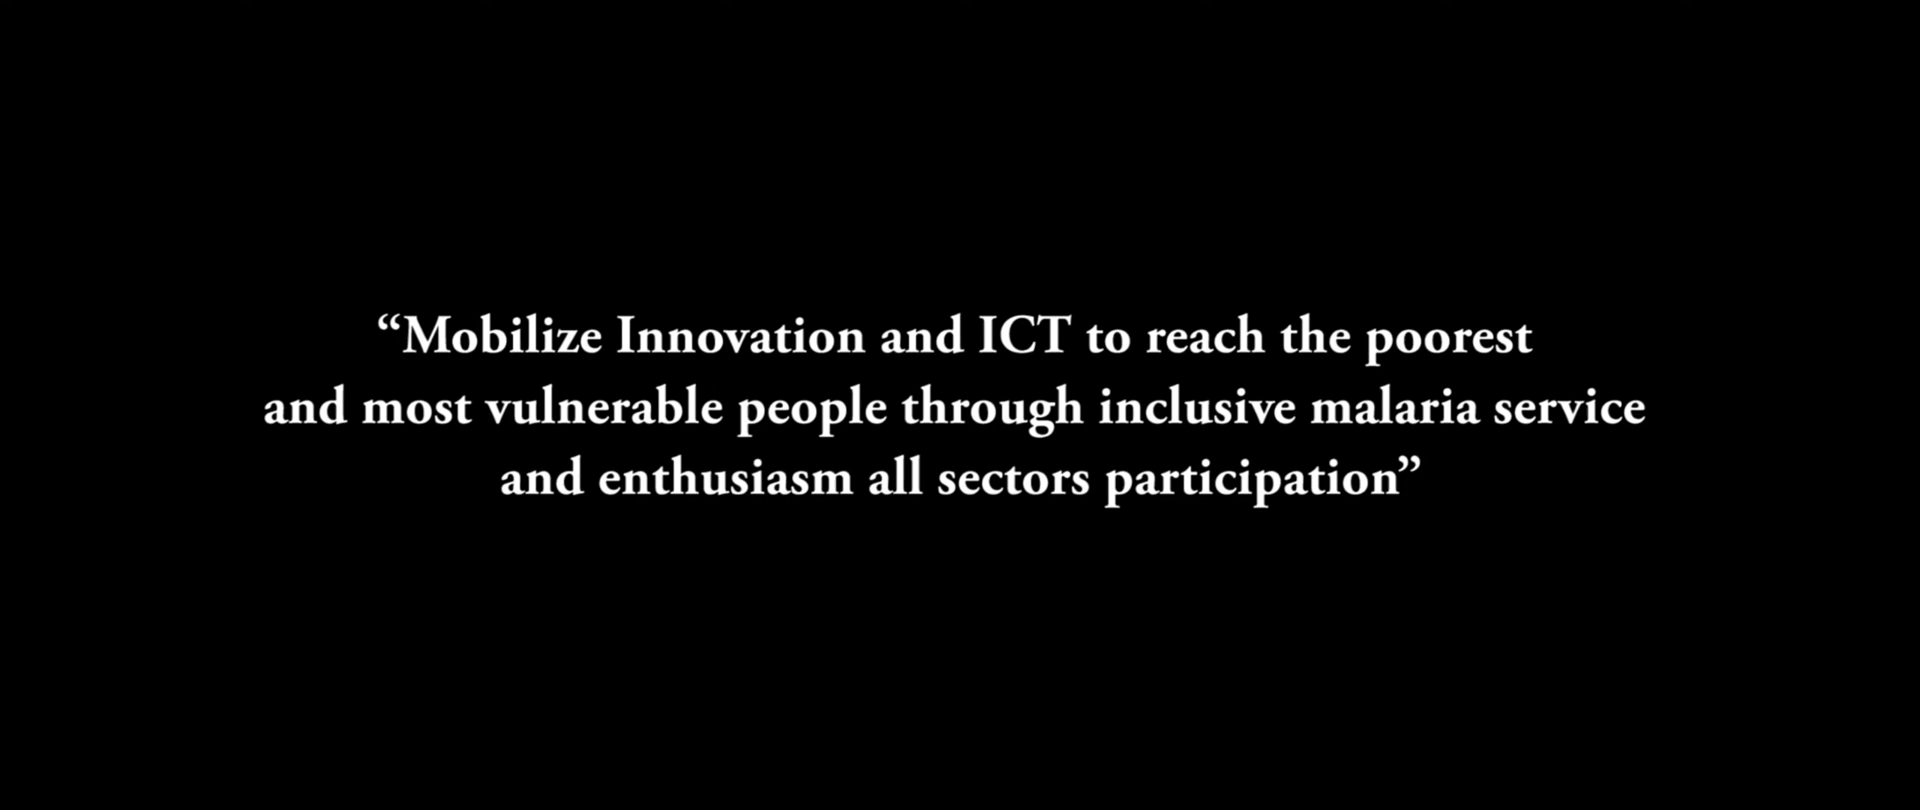 “Mobilize Innovation and ICT to reach the poorest
and most vulnerable people through inclusive malaria service
and enthusiasm all sectors participation”